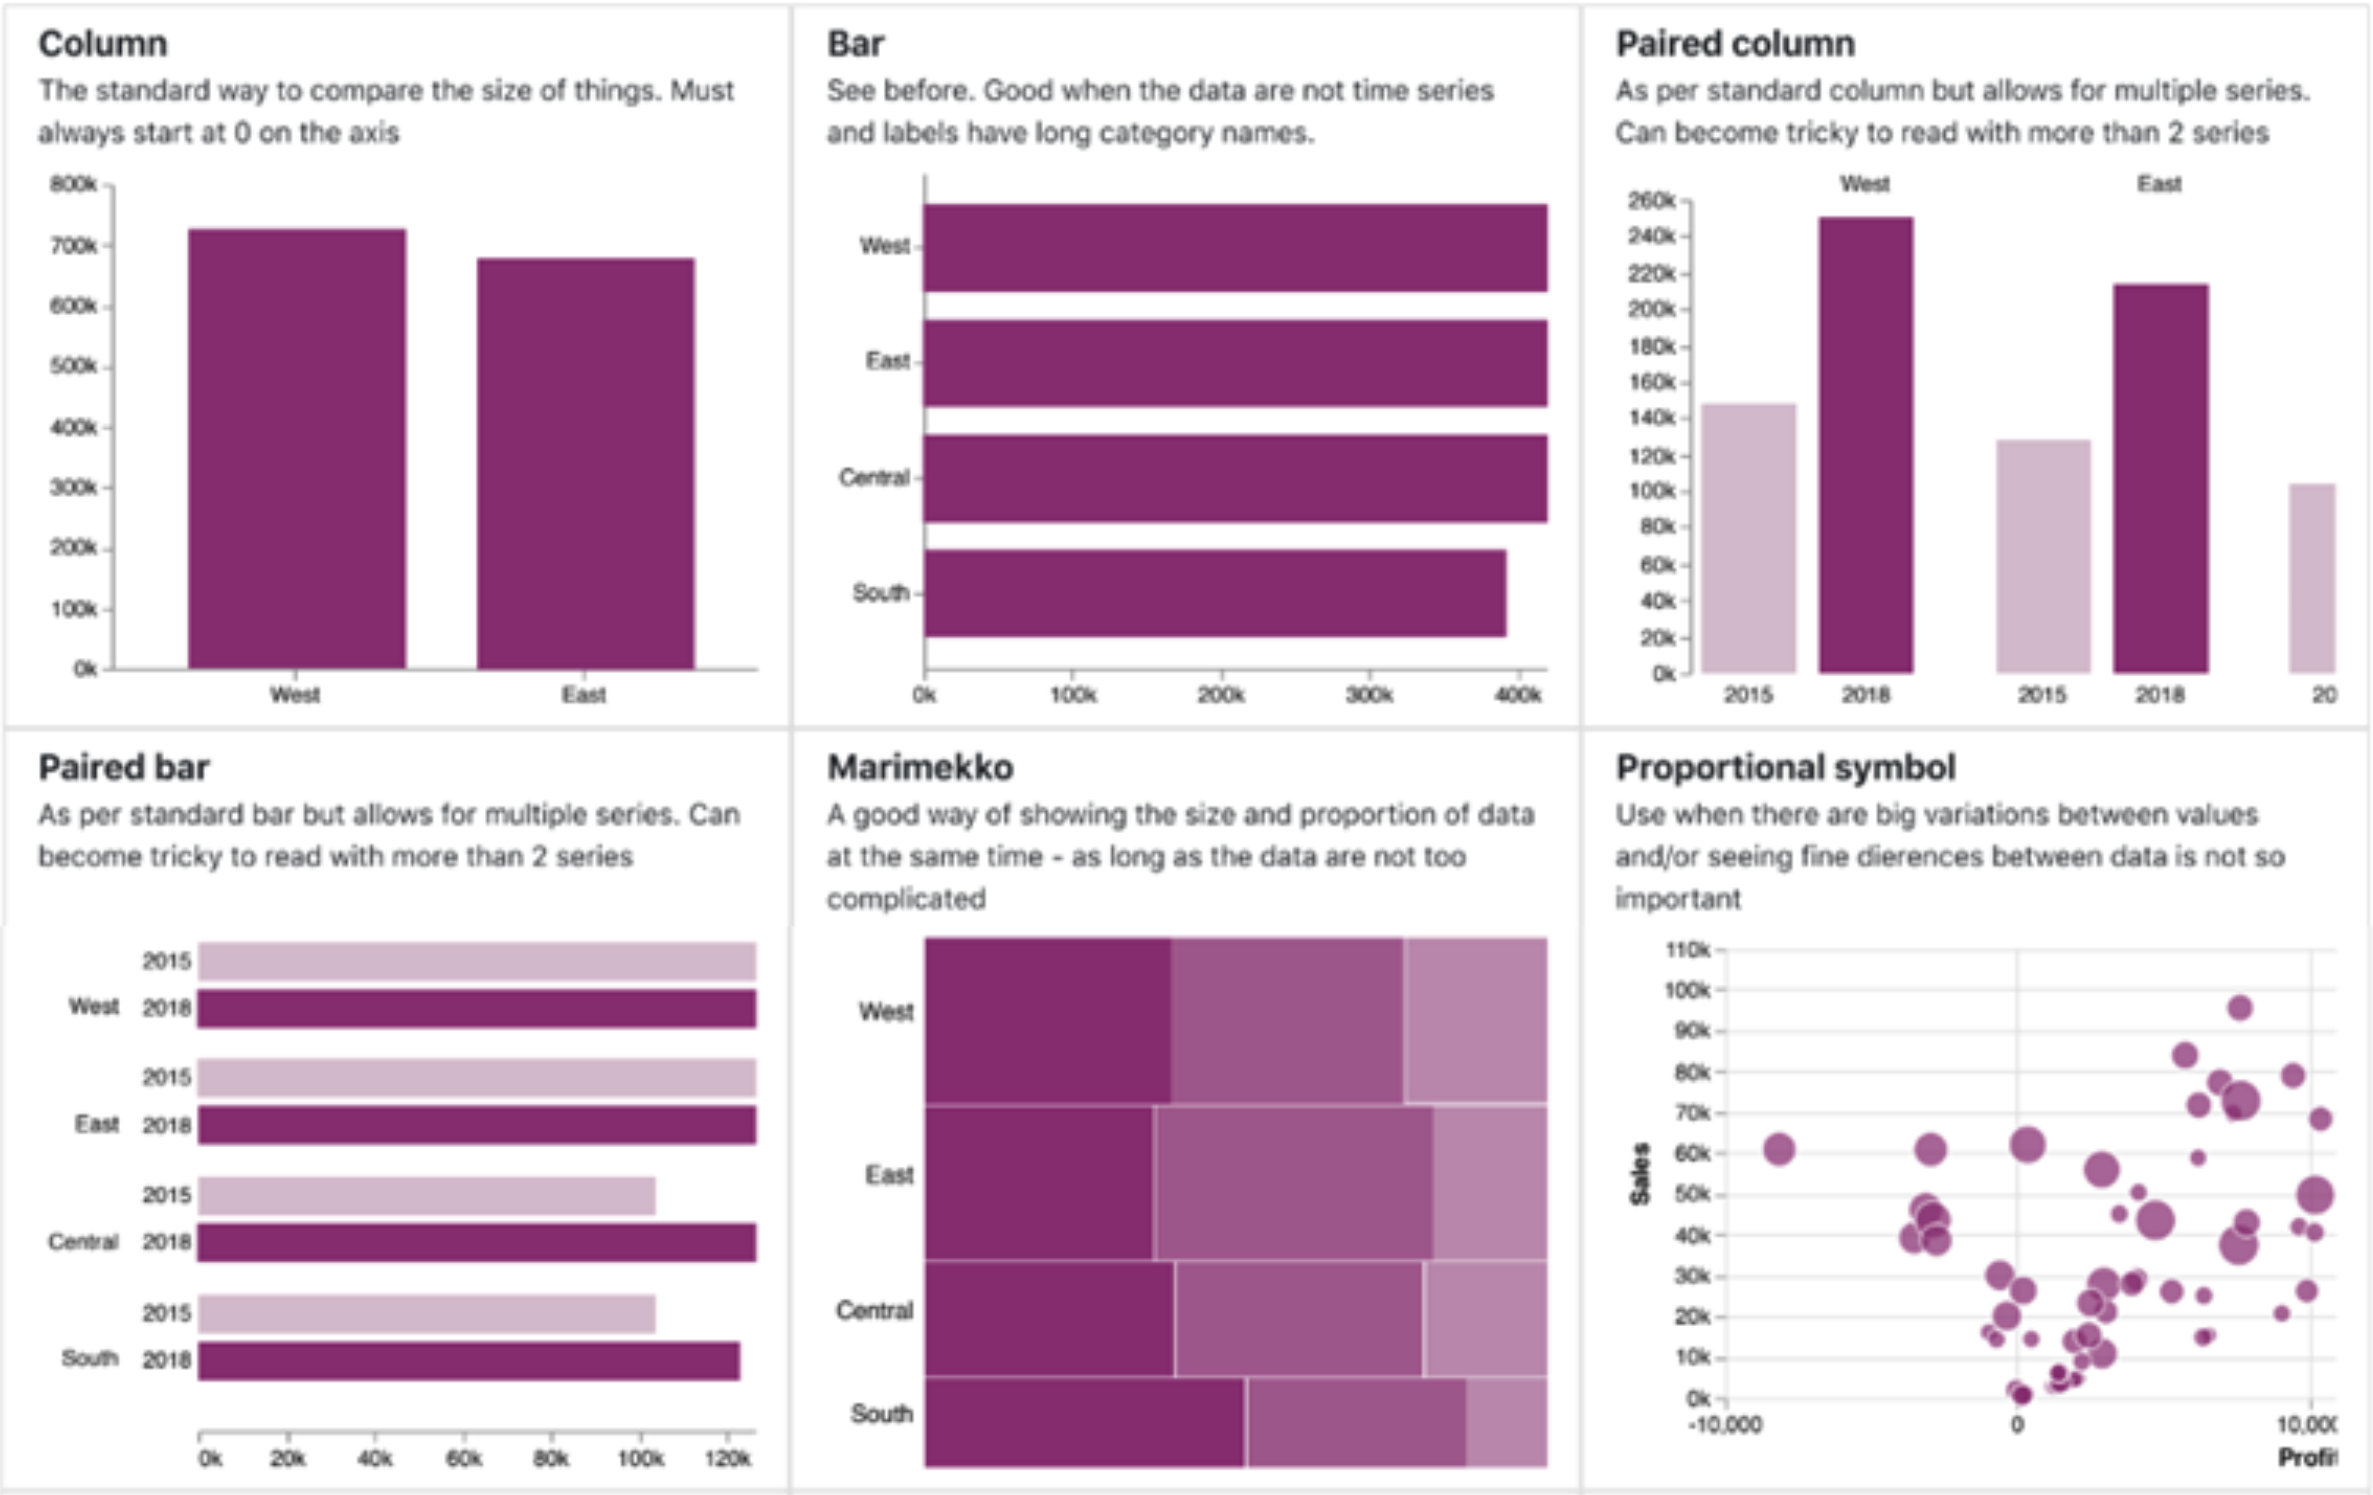 Column
The standard way to compare the size of things. Must
always start at 0 on the axis
800k
700k
600k
500k
400k
300k
200k
100k
0k
West East
Bar
See before. Good when the data are not time series
and labels have long category names.
West
East
Central
South
0k 100k 200k 300k 400k
Paired column
As per standard column but allows for multiple series.
Can become tricky to read with more than 2 series
West East
260k
240k
220k
200k
180k
160k
140k
120k
100k
80k
60k
40k
20k
0k
2015 2018 2015 2018 20
Paired bar
As per standard bar but allows for multiple series. Can
become tricky to read with more than 2 series
2015
West 2018
2015
East 2018
2015
Central 2018
2015
South 2018
0k 20k 40k 60k 80k 100k 120k
Marimekko
A good way of showing the size and proportion of data
at the same time - as long as the data are not too
complicated
West
East
Central
South
Proportional symbol
Use when there are big variations between values
and/or seeing fine dierences between data is not so
important
110k
100k
90k
80k
70k
60k
50k
40k
30k
20k
10k
0k
Sales
-10,000 0 10,000
Profit